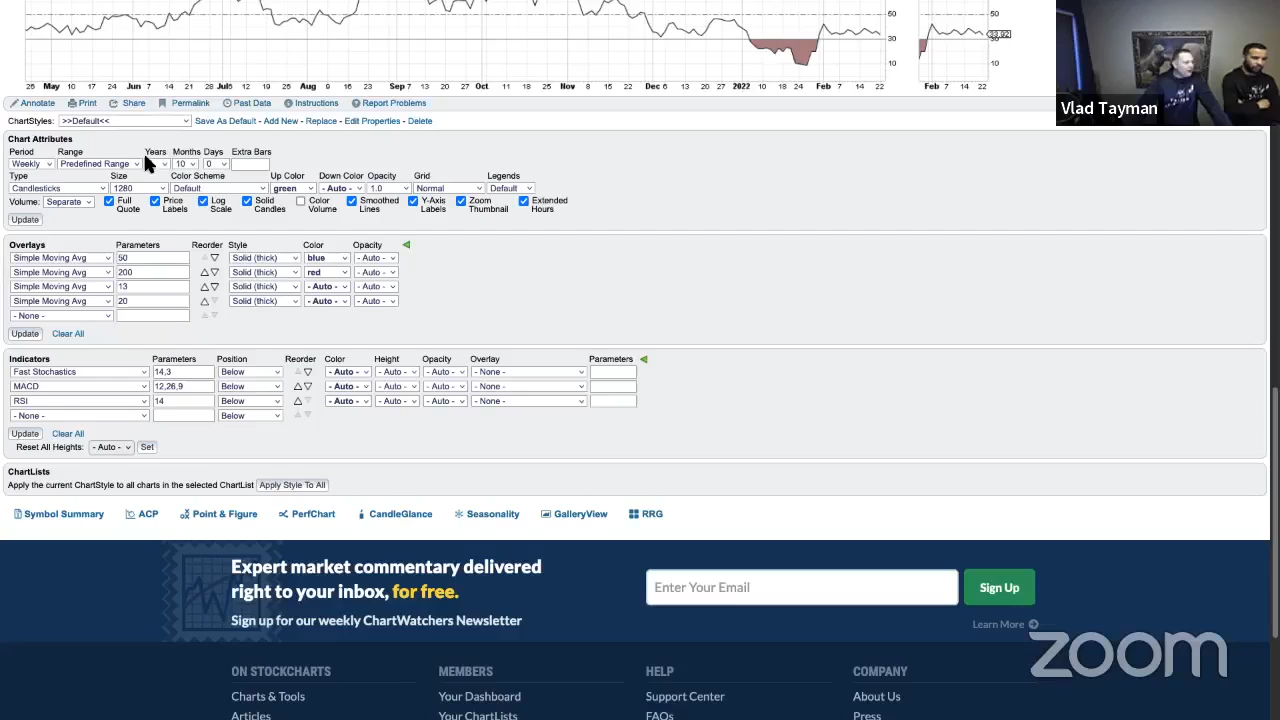 50
50
30
30
33.92
10
10
26 May 10 17 24 Jun 7 14 21 Jul6 12 19 26 Aug 9 16 23 Sep 7 13 20 27 Oct 11 18 25 Nov 8 15 22 Dec 6 13 20 27 2022 10 18 24 Feb 7 14 22
Feb 7 14 22
Vlad Tayman
Annotate Print Share Permalink Past Data Instructions Report Problems
ChartStyles: >>Default<< Save As Default - Add New - Replace - Edit Properties - Delete
Chart Attributes
Period Range Years Months Days Extra Bars
Weekly Predefined Range 10 0
Type Size Color Scheme Up Color Down Color Opacity Grid Legends
Candlesticks 1280 Default green - Auto - 1.0 Normal Default
Volume: Separate Full Quote Price Labels Log Scale Solid Candles Color Volume Smoothed Lines Y-Axis Labels Zoom Thumbnail Extended Hours
Update
Overlays Parameters Reorder Style Color Opacity
Simple Moving Avg 50 Solid (thick) blue - Auto -
Simple Moving Avg 200 Solid (thick) red - Auto -
Simple Moving Avg 13 Solid (thick) - Auto - - Auto -
Simple Moving Avg 20 Solid (thick) - Auto - - Auto -
- None -
Update Clear All
Indicators Parameters Position Reorder Color Height Opacity Overlay Parameters
Fast Stochastics 14,3 Below - Auto - - Auto - - Auto - - None -
MACD 12,26,9 Below - Auto - - Auto - - Auto - - None -
RSI 14 Below - Auto - - Auto - - Auto - - None -
- None - Below
Update Clear All
Reset All Heights: - Auto - Set
ChartLists
Apply the current ChartStyle to all charts in the selected ChartList Apply Style To All
Symbol Summary ACP Point & Figure PerfChart CandleGlance Seasonality GalleryView RRG
Expert market commentary delivered
right to your inbox, for free.
Sign up for our weekly ChartWatchers Newsletter
Enter Your Email Sign Up
Learn More
zoom
ON STOCKCHARTS MEMBERS HELP COMPANY
Charts & Tools Your Dashboard Support Center About Us
Articles Your ChartLists FAQs Press